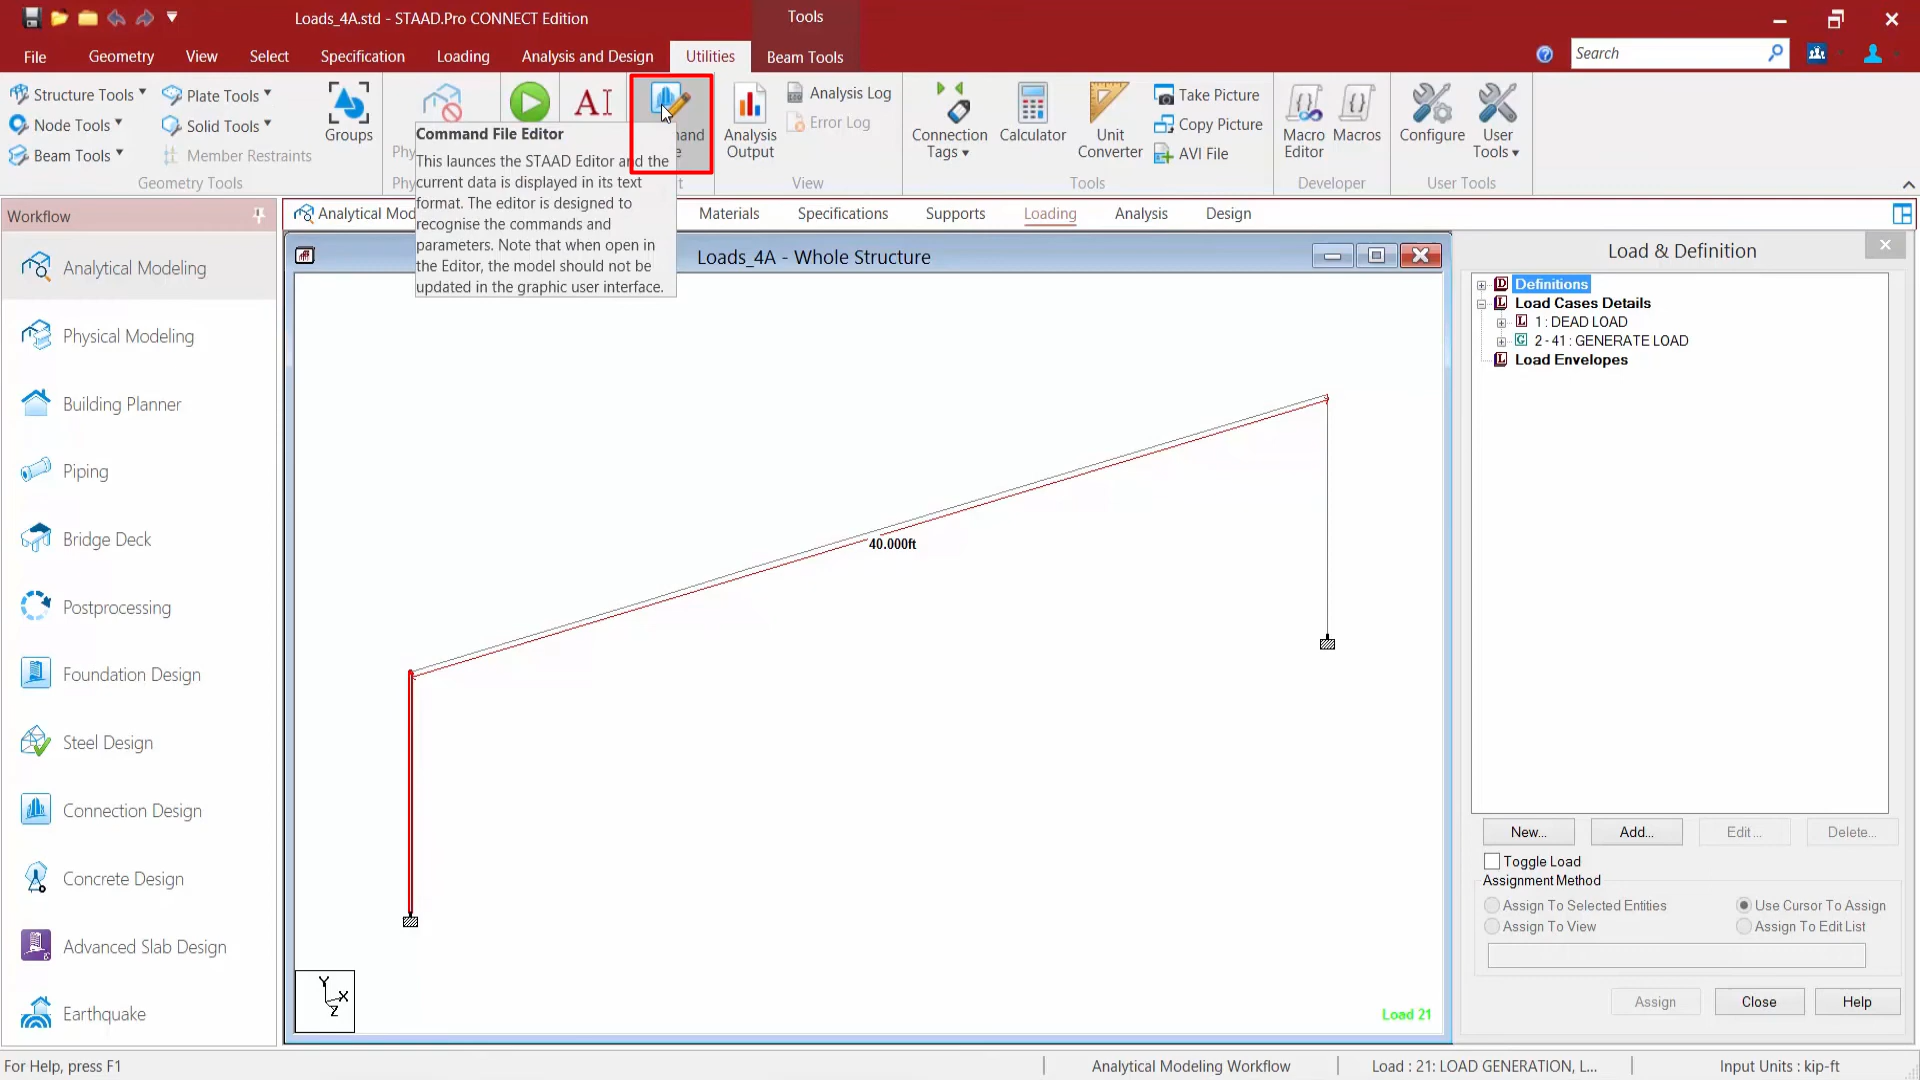 Loads_4A.std - STAAD.Pro CONNECT Edition
Tools
File
Geometry
View
Select
Specification
Loading
Analysis and Design
Utilities
Beam Tools
Search
Structure Tools
Node Tools
Beam Tools
Plate Tools
Solid Tools
Member Restraints
Geometry Tools
Groups
Analysis
Output
Analysis Log
Error Log
View
Connection
Tags
Calculator
Unit
Converter
Take Picture
Copy Picture
AVI File
Tools
Macro
Editor
Macros
Developer
Configure
User
Tools
User Tools
Command File Editor
This launces the STAAD Editor and the
current data is displayed in its text
format. The editor is designed to
recognise the commands and
parameters. Note that when open in
the Editor, the model should not be
updated in the graphic user interface.
Workflow
Analytical Modeling
Physical Modeling
Building Planner
Piping
Bridge Deck
Postprocessing
Foundation Design
Steel Design
Connection Design
Concrete Design
Advanced Slab Design
Earthquake
Analytical Mod
Materials
Specifications
Supports
Loading
Analysis
Design
Loads_4A - Whole Structure
40.000ft
Y
X
Z
Load 21
Load & Definition
D Definitions
L Load Cases Details
L 1 : DEAD LOAD
G 2 - 41 : GENERATE LOAD
L Load Envelopes
New...
Add...
Edit...
Delete...
Toggle Load
Assignment Method
Assign To Selected Entities
Use Cursor To Assign
Assign To View
Assign To Edit List
Assign
Close
Help
For Help, press F1
Analytical Modeling Workflow
Load : 21: LOAD GENERATION, L...
Input Units : kip-ft